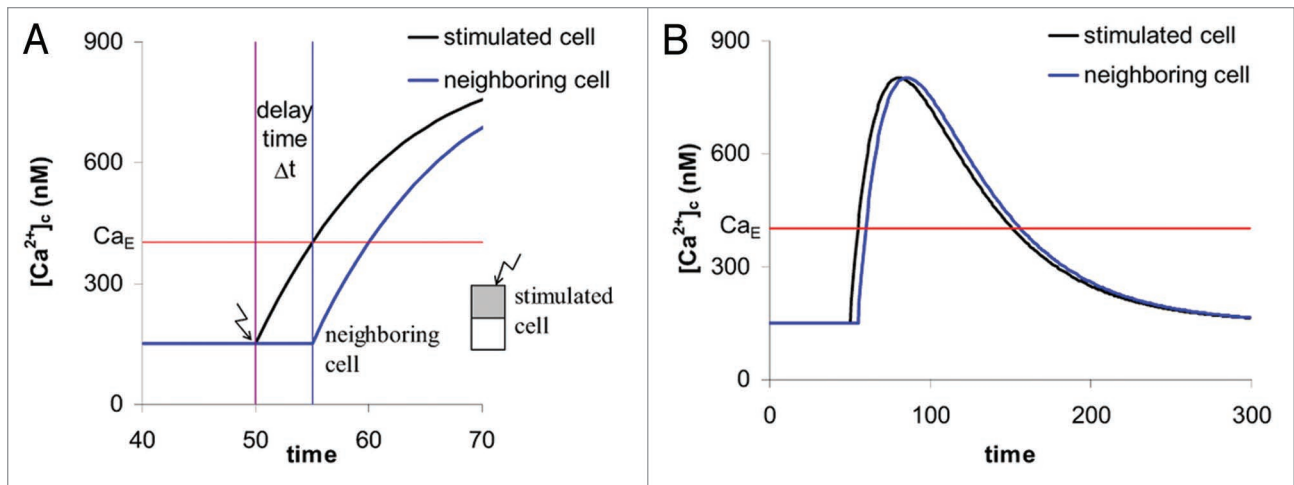 A
900
600
300
0
[Ca²⁺]c (nM)
CaE
40
50
60
70
time
stimulated cell
neighboring cell
delay
time
Δt
neighboring
cell
stimulated
cell
B
900
600
300
0
[Ca²⁺]c (nM)
CaE
0
100
200
300
time
stimulated cell
neighboring cell